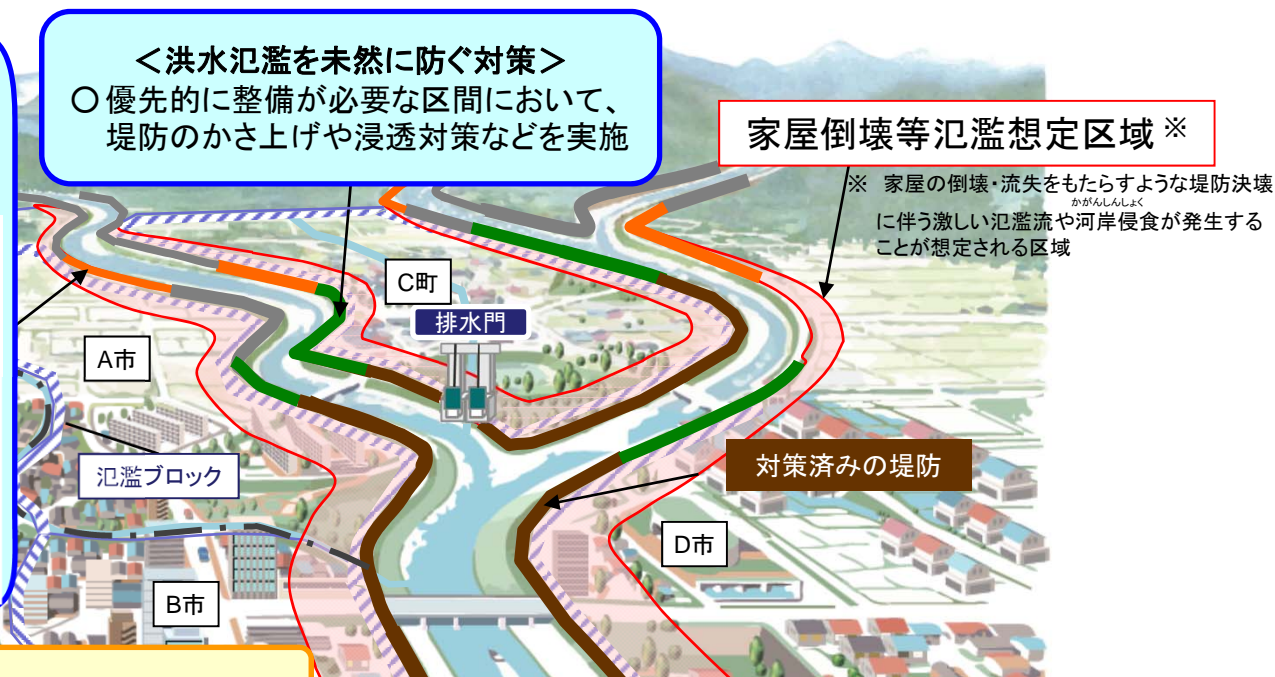 ＜洪水氾濫を未然に防ぐ対策＞
○優先的に整備が必要な区間において、
堤防のかさ上げや浸透対策などを実施
家屋倒壊等氾濫想定区域※
※ 家屋の倒壊・流失をもたらすような堤防決壊
かがんしんしょく
に伴う激しい氾濫流や河岸侵食が発生する
ことが想定される区域
C町
排水門
A市
氾濫ブロック
対策済みの堤防
D市
B市